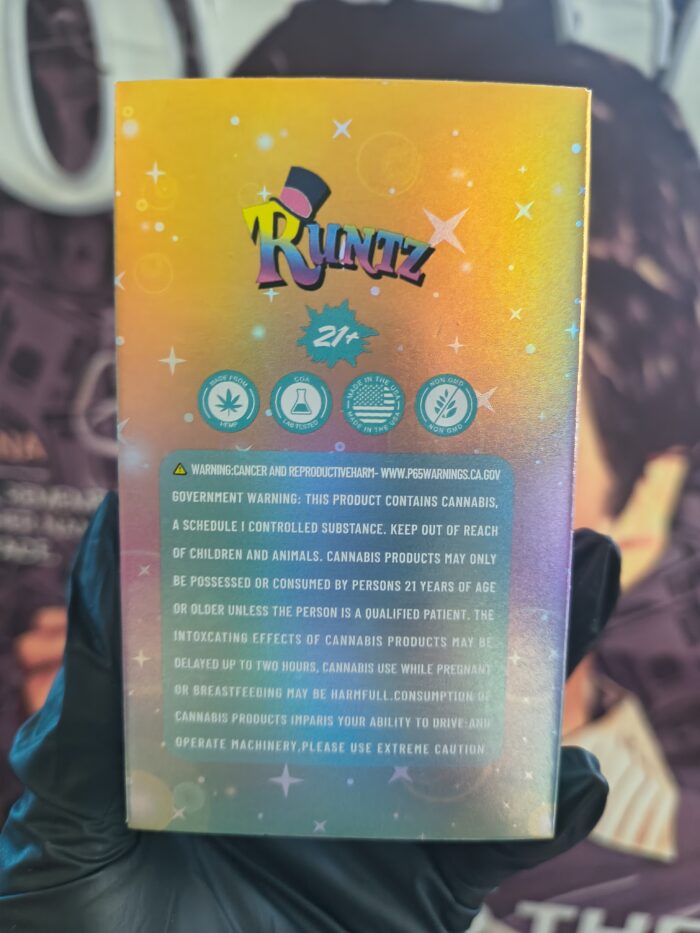 RUNTZ
21+
MADE FROM HEMP
COA LAB TESTED
MADE IN THE USA MADE IN THE USA
NON GMO NON GMO
WARNING:CANCER AND REPRODUCTIVEHARM- WWW.P65WARNINGS.CA.GOV
GOVERNMENT WARNING: THIS PRODUCT CONTAINS CANNABIS,
A SCHEDULE I CONTROLLED SUBSTANCE. KEEP OUT OF REACH
OF CHILDREN AND ANIMALS. CANNABIS PRODUCTS MAY ONLY
BE POSSESSED OR CONSUMED BY PERSONS 21 YEARS OF AGE
OR OLDER UNLESS THE PERSON IS A QUALIFIED PATIENT. THE
INTOXCATING EFFECTS OF CANNABIS PRODUCTS MAY BE
DELAYED UP TO TWO HOURS, CANNABIS USE WHILE PREGNANT
OR BREASTFEEDING MAY BE HARMFULL.CONSUMPTION OF
CANNABIS PRODUCTS IMPARIS YOUR ABILITY TO DRIVE AND
OPERATE MACHINERY,PLEASE USE EXTREME CAUTION.
THE